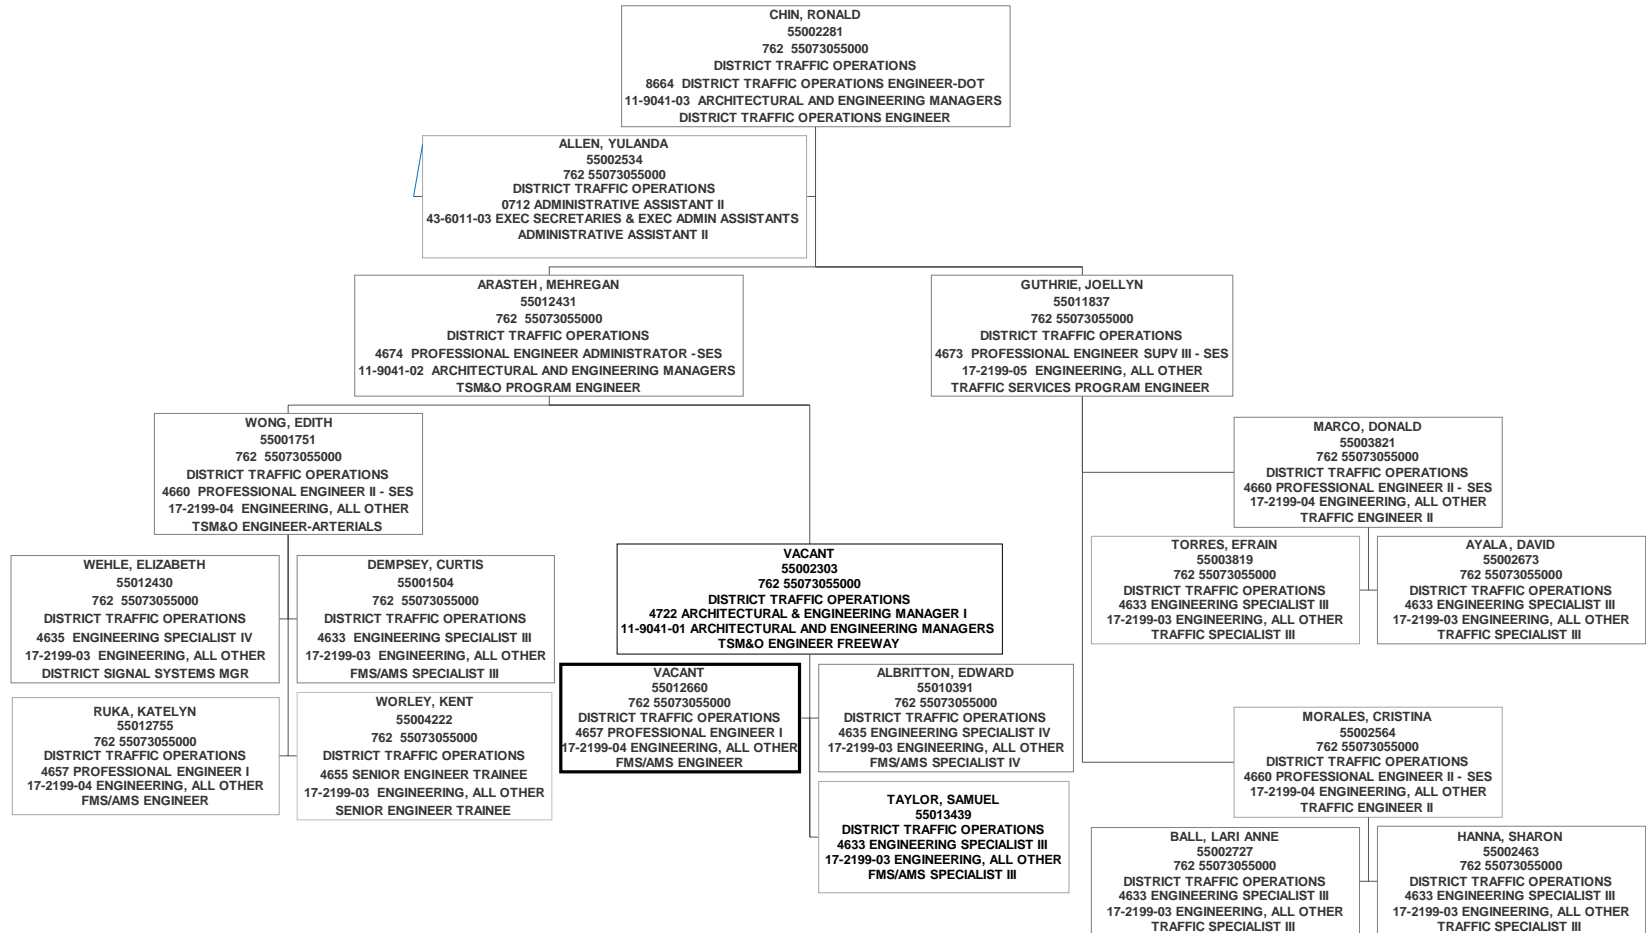 CHIN, RONALD
55002281
762 55073055000
DISTRICT TRAFFIC OPERATIONS
8664 DISTRICT TRAFFIC OPERATIONS ENGINEER-DOT
11-9041-03 ARCHITECTURAL AND ENGINEERING MANAGERS
DISTRICT TRAFFIC OPERATIONS ENGINEER
ALLEN, YULANDA
55002534
762 55073055000
DISTRICT TRAFFIC OPERATIONS
0712 ADMINISTRATIVE ASSISTANT II
43-6011-03 EXEC SECRETARIES & EXEC ADMIN ASSISTANTS
ADMINISTRATIVE ASSISTANT II
ARASTEH, MEHREGAN
55012431
762 55073055000
DISTRICT TRAFFIC OPERATIONS
4674 PROFESSIONAL ENGINEER ADMINISTRATOR -SES
11-9041-02 ARCHITECTURAL AND ENGINEERING MANAGERS
TSM&O PROGRAM ENGINEER
GUTHRIE, JOELLYN
55011837
762 55073055000
DISTRICT TRAFFIC OPERATIONS
4673 PROFESSIONAL ENGINEER SUPV III - SES
17-2199-05 ENGINEERING, ALL OTHER
TRAFFIC SERVICES PROGRAM ENGINEER
WONG, EDITH
55001751
762 55073055000
DISTRICT TRAFFIC OPERATIONS
4660 PROFESSIONAL ENGINEER II - SES
17-2199-04 ENGINEERING, ALL OTHER
TSM&O ENGINEER-ARTERIALS
MARCO, DONALD
55003821
762 55073055000
DISTRICT TRAFFIC OPERATIONS
4660 PROFESSIONAL ENGINEER II - SES
17-2199-04 ENGINEERING, ALL OTHER
TRAFFIC ENGINEER II
WEHLE, ELIZABETH
55012430
762 55073055000
DISTRICT TRAFFIC OPERATIONS
4635 ENGINEERING SPECIALIST IV
17-2199-03 ENGINEERING, ALL OTHER
DISTRICT SIGNAL SYSTEMS MGR
DEMPSEY, CURTIS
55001504
762 55073055000
DISTRICT TRAFFIC OPERATIONS
4633 ENGINEERING SPECIALIST III
17-2199-03 ENGINEERING, ALL OTHER
FMS/AMS SPECIALIST III
VACANT
55002303
762 55073055000
DISTRICT TRAFFIC OPERATIONS
4722 ARCHITECTURAL & ENGINEERING MANAGER I
11-9041-01 ARCHITECTURAL AND ENGINEERING MANAGERS
TSM&O ENGINEER FREEWAY
TORRES, EFRAIN
55003819
762 55073055000
DISTRICT TRAFFIC OPERATIONS
4633 ENGINEERING SPECIALIST III
17-2199-03 ENGINEERING, ALL OTHER
TRAFFIC SPECIALIST III
AYALA, DAVID
55002673
762 55073055000
DISTRICT TRAFFIC OPERATIONS
4633 ENGINEERING SPECIALIST III
17-2199-03 ENGINEERING, ALL OTHER
TRAFFIC SPECIALIST III
RUKA, KATELYN
55012755
762 55073055000
DISTRICT TRAFFIC OPERATIONS
4657 PROFESSIONAL ENGINEER I
17-2199-04 ENGINEERING, ALL OTHER
FMS/AMS ENGINEER
WORLEY, KENT
55004222
762 55073055000
DISTRICT TRAFFIC OPERATIONS
4655 SENIOR ENGINEER TRAINEE
17-2199-03 ENGINEERING, ALL OTHER
SENIOR ENGINEER TRAINEE
VACANT
55012660
762 55073055000
DISTRICT TRAFFIC OPERATIONS
4657 PROFESSIONAL ENGINEER I
17-2199-04 ENGINEERING, ALL OTHER
FMS/AMS ENGINEER
ALBRITTON, EDWARD
55010391
762 55073055000
DISTRICT TRAFFIC OPERATIONS
4635 ENGINEERING SPECIALIST IV
17-2199-03 ENGINEERING, ALL OTHER
FMS/AMS SPECIALIST IV
MORALES, CRISTINA
55002564
762 55073055000
DISTRICT TRAFFIC OPERATIONS
4660 PROFESSIONAL ENGINEER II - SES
17-2199-04 ENGINEERING, ALL OTHER
TRAFFIC ENGINEER II
TAYLOR, SAMUEL
55013439
DISTRICT TRAFFIC OPERATIONS
4633 ENGINEERING SPECIALIST III
17-2199-03 ENGINEERING, ALL OTHER
FMS/AMS SPECIALIST III
BALL, LARI ANNE
55002727
762 55073055000
DISTRICT TRAFFIC OPERATIONS
4633 ENGINEERING SPECIALIST III
17-2199-03 ENGINEERING, ALL OTHER
TRAFFIC SPECIALIST III
HANNA, SHARON
55002463
762 55073055000
DISTRICT TRAFFIC OPERATIONS
4633 ENGINEERING SPECIALIST III
17-2199-03 ENGINEERING, ALL OTHER
TRAFFIC SPECIALIST III